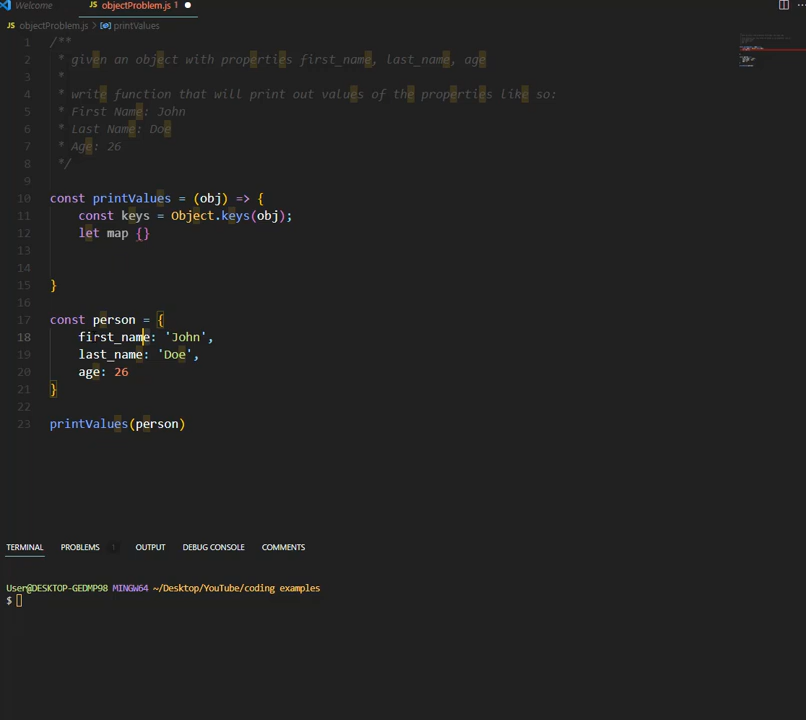 Welcome JS objectProblem.js 1
JS objectProblem.js > printValues
1 /**
2 * given an object with properties first_name, last_name, age
3 *
4 * write function that will print out values of the properties like so:
5 * First Name: John
6 * Last Name: Doe
7 * Age: 26
8 */
9
10 const printValues = (obj) => {
11 const keys = Object.keys(obj);
12 let map {}
13
14
15 }
16
17 const person = {
18 first_name: 'John',
19 last_name: 'Doe',
20 age: 26
21 }
22
23 printValues(person)
TERMINAL PROBLEMS 1 OUTPUT DEBUG CONSOLE COMMENTS
User@DESKTOP-GEDMP98 MINGW64 ~/Desktop/YouTube/coding examples
$